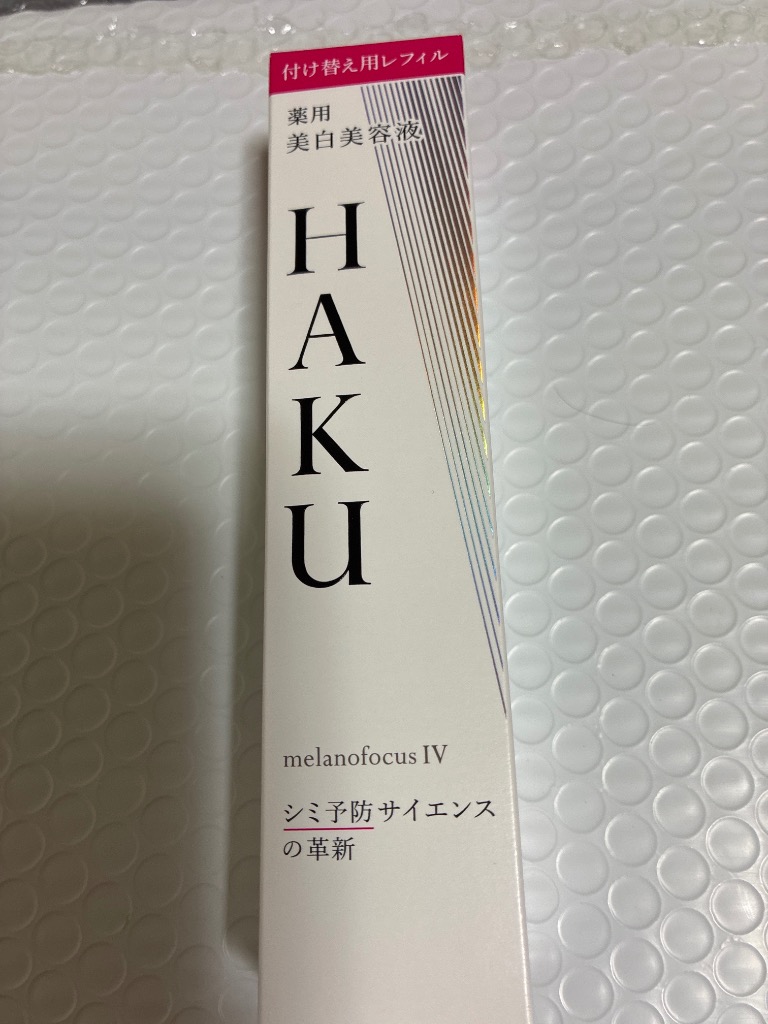 付け替え用レフィル
薬用
美白美容液
HAKU
melanofocus IV
シミ予防サイエンス
の革新